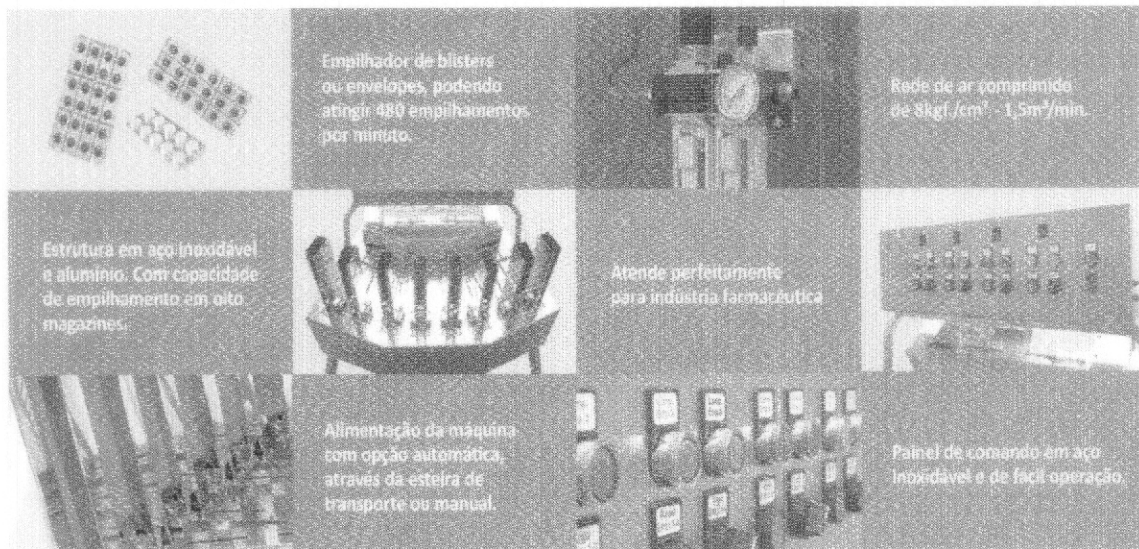 Empilhador de blisters
ou envelopes, podendo
atingir 480 empilhamentos
por minuto.
Rede de ar comprimido
de 8kgf./cm² - 1,5m³/min.
Estrutura em aço inoxidável
e alumínio. Com capacidade
de empilhamento em oito
magazines.
Atende perfeitamente
para indústria farmacêutica
Alimentação da maquina
com opção automática,
através da esteira de
transporte ou manual.
Painel de comando em aço
inoxidável e de facil operação.